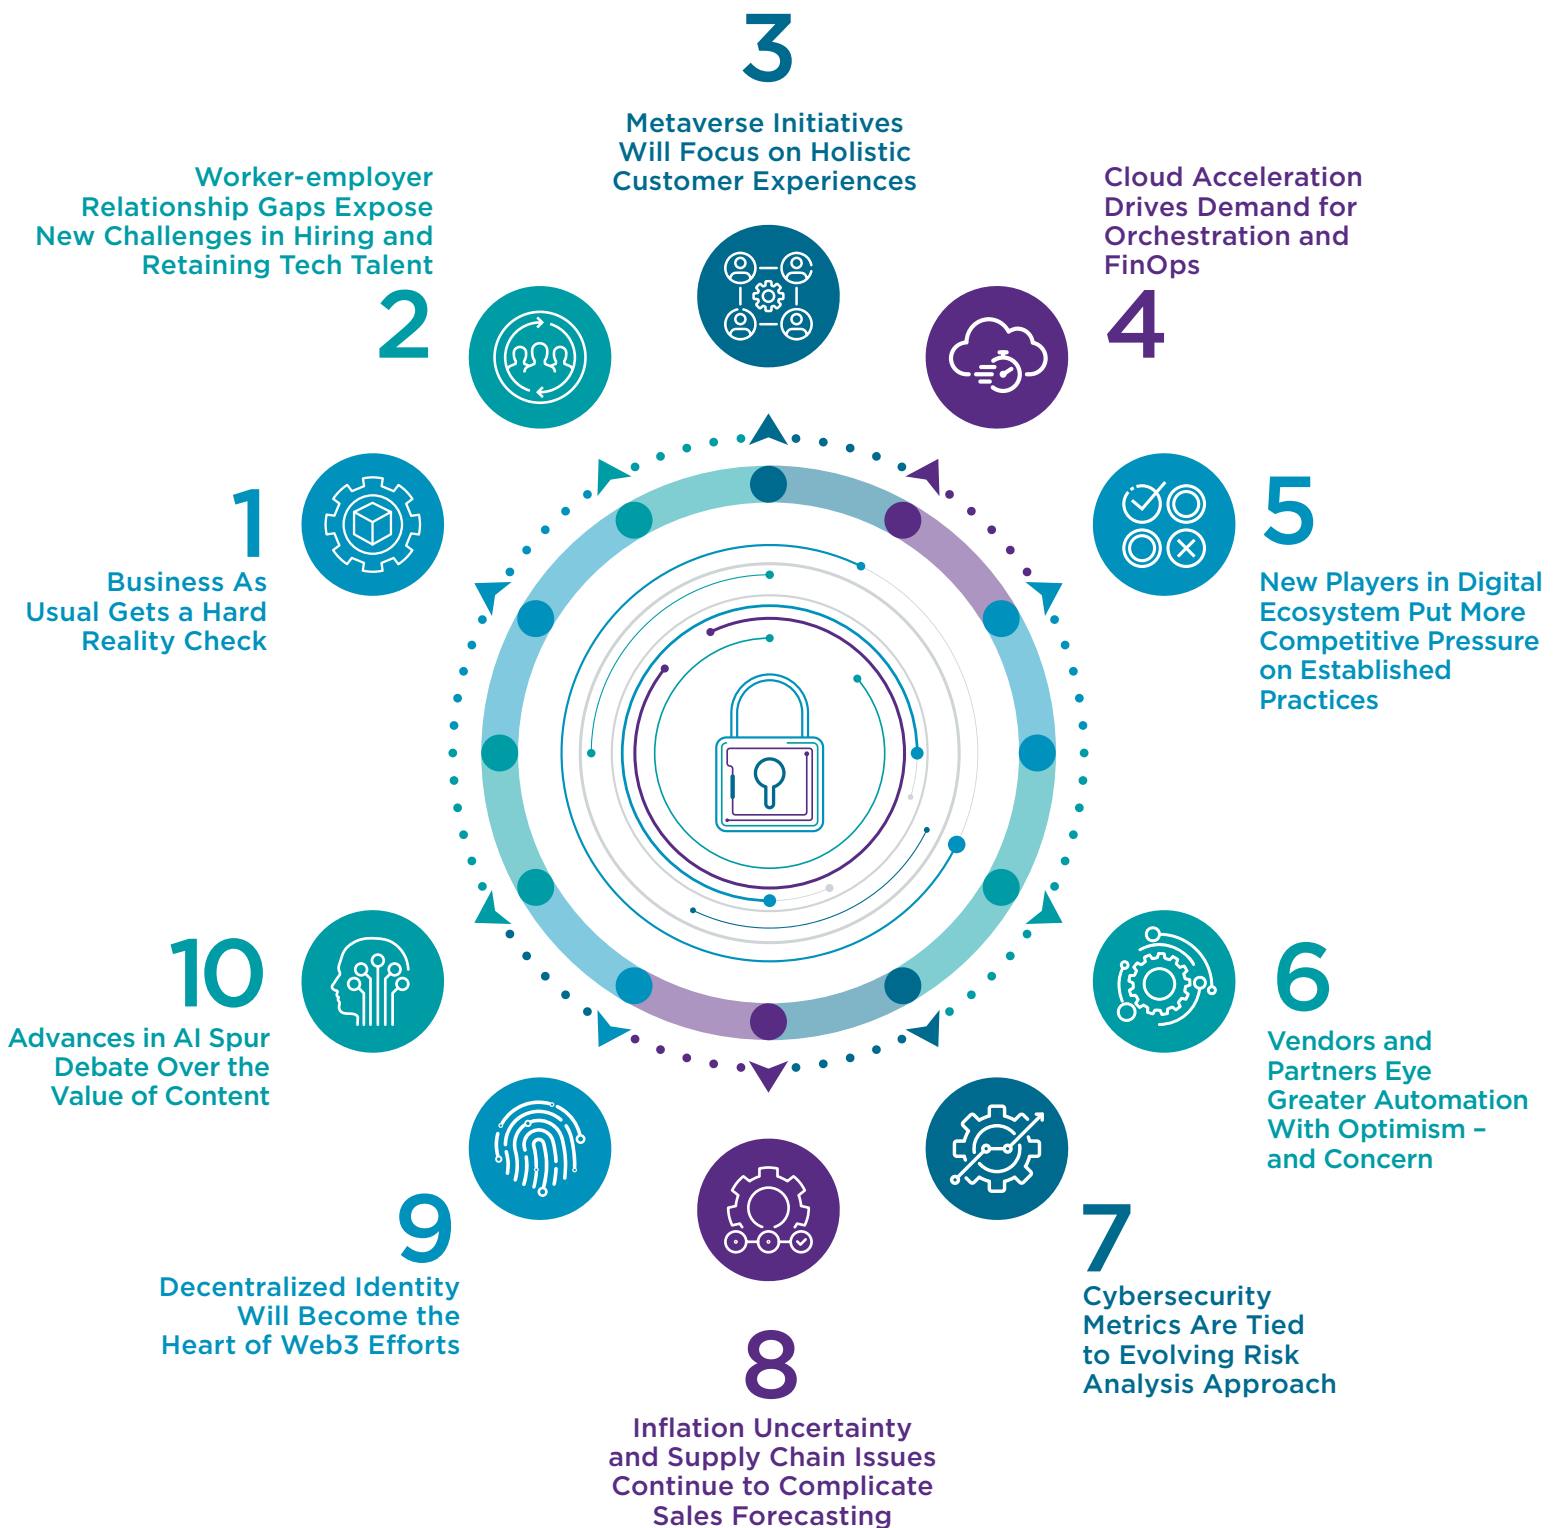 1
Business As
Usual Gets a Hard
Reality Check
Worker-employer
Relationship Gaps Expose
New Challenges in Hiring and
Retaining Tech Talent
2
3
Metaverse Initiatives
Will Focus on Holistic
Customer Experiences
Cloud Acceleration
Drives Demand for
Orchestration and
FinOps
4
5
New Players in Digital
Ecosystem Put More
Competitive Pressure
on Established
Practices
6
Vendors and
Partners Eye
Greater Automation
With Optimism –
and Concern
7
Cybersecurity
Metrics Are Tied
to Evolving Risk
Analysis Approach
8
Inflation Uncertainty
and Supply Chain Issues
Continue to Complicate
Sales Forecasting
9
Decentralized Identity
Will Become the
Heart of Web3 Efforts
10
Advances in AI Spur
Debate Over the
Value of Content